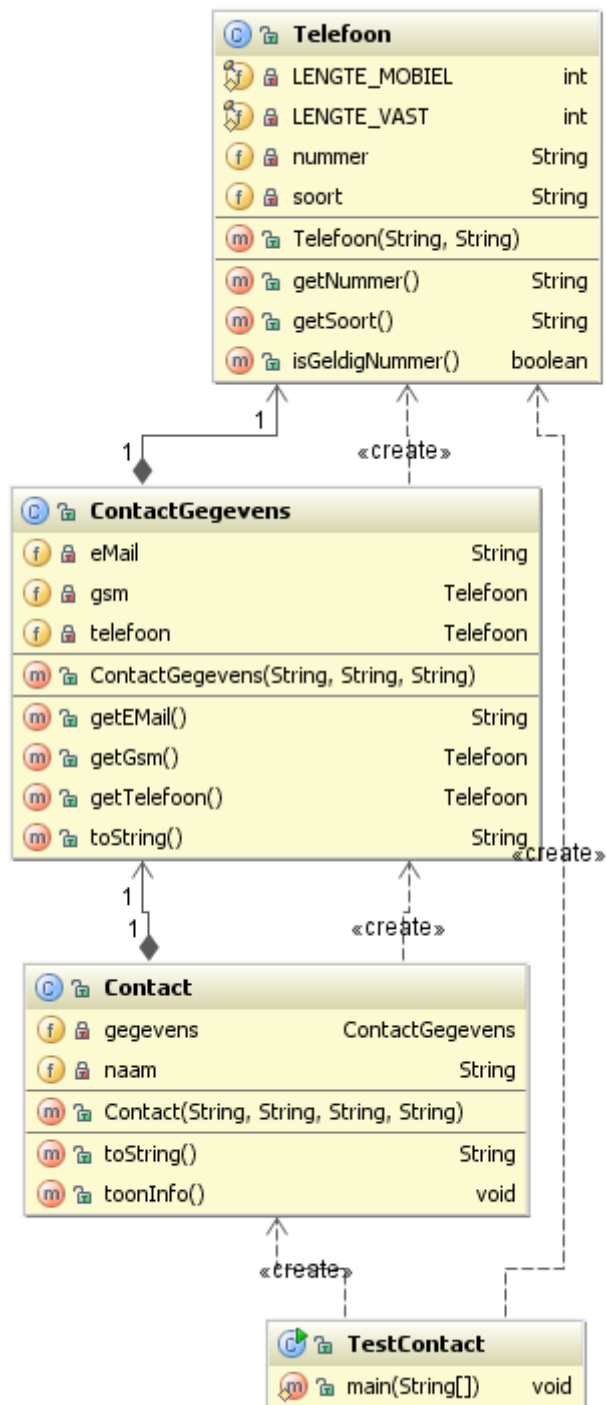 Telefoon
LENGTE_MOBIEL int
LENGTE_VAST int
nummer String
soort String
Telefoon(String, String)
getNummer() String
getSoort() String
isGeldigNummer() boolean
1
1
«create»
ContactGegevens
eMail String
gsm Telefoon
telefoon Telefoon
ContactGegevens(String, String, String)
getEMail() String
getGsm() Telefoon
getTelefoon() Telefoon
toString() String
«create»
1
1
«create»
Contact
gegevens ContactGegevens
naam String
Contact(String, String, String, String)
toString() String
toonInfo() void
«create»
TestContact
main(String[]) void